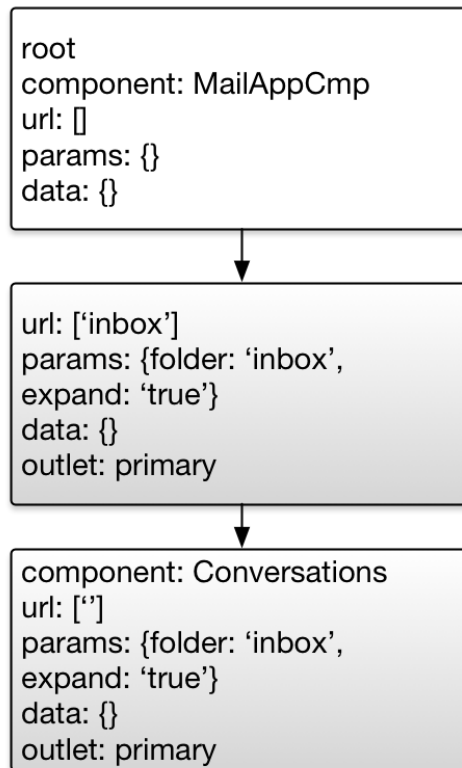 root
component: MailAppCmp
url: []
params: {}
data: {}
url: [‘inbox’]
params: {folder: ‘inbox’,
expand: ‘true’}
data: {}
outlet: primary
component: Conversations
url: [‘’]
params: {folder: ‘inbox’,
expand: ‘true’}
data: {}
outlet: primary